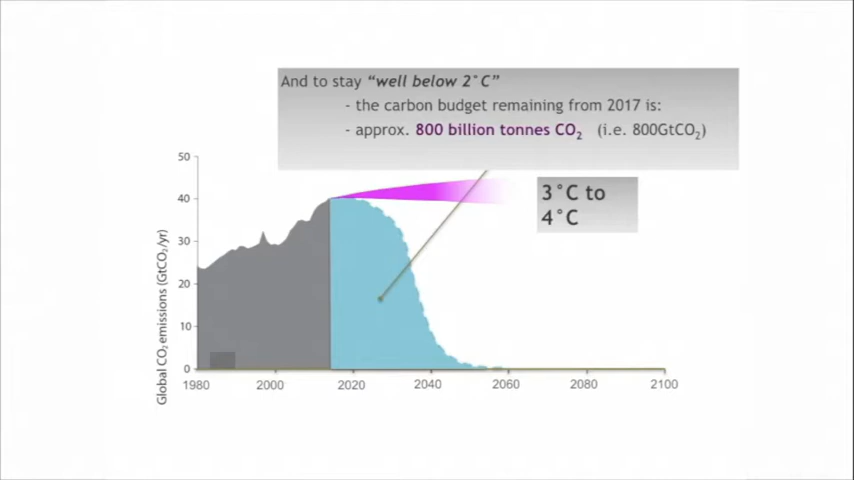 And to stay “well below 2°C”
- the carbon budget remaining from 2017 is:
- approx. 800 billion tonnes CO₂ (i.e. 800GtCO₂)
3°C to
4°C
Global CO₂ emissions (GtCO₂/yr)
50
40
30
20
10
0
1980 2000 2020 2040 2060 2080 2100